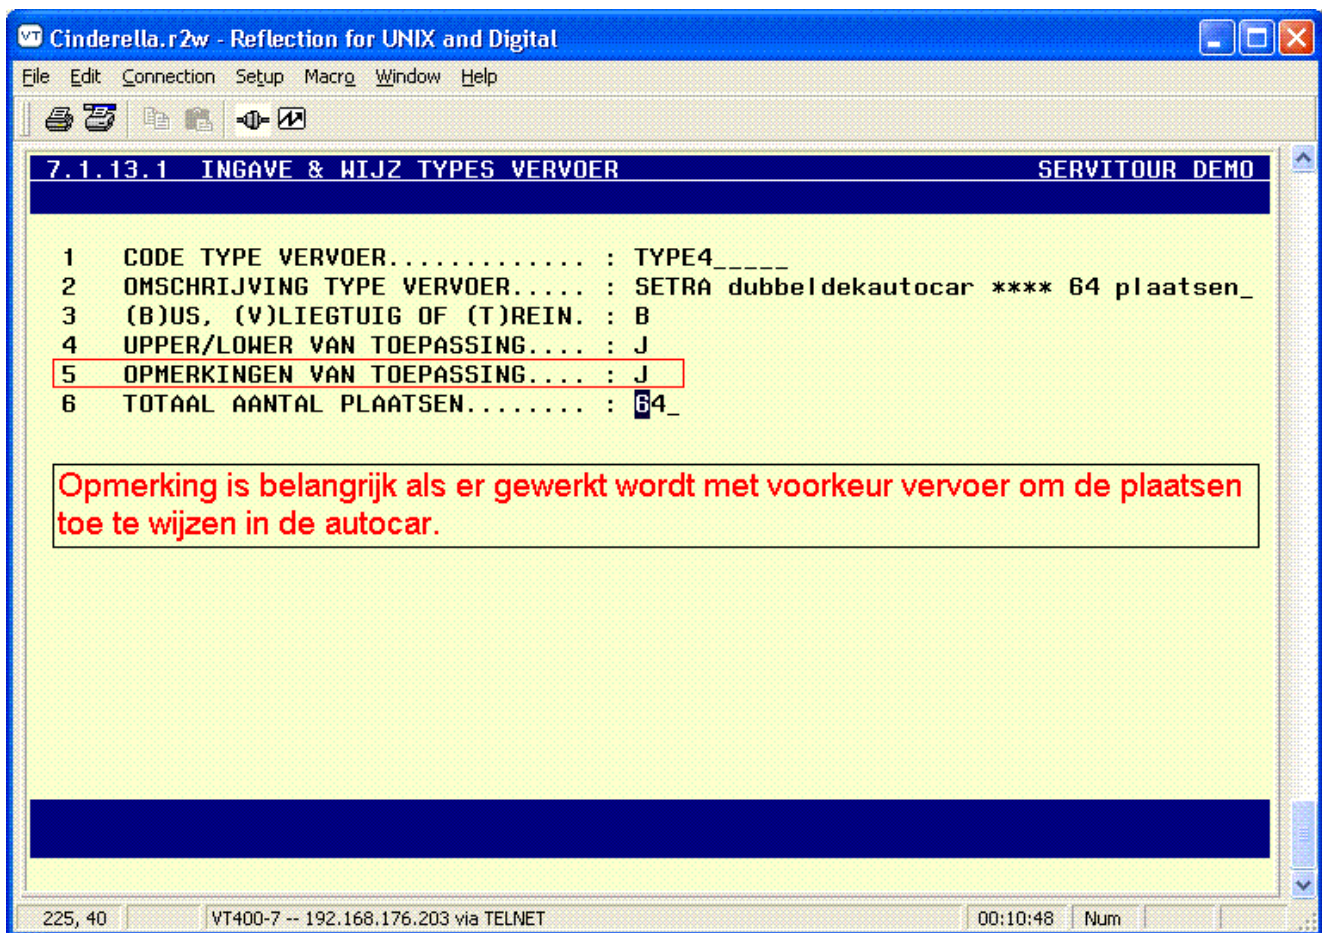 VT Cinderella.r2w - Reflection for UNIX and Digital
File Edit Connection Setup Macro Window Help
7.1.13.1 INGAVE & WIJZ TYPES VERVOER SERVITOUR DEMO
1 CODE TYPE VERVOER............. : TYPE4_____
2 OMSCHRIJVING TYPE VERVOER..... : SETRA dubbeldekautocar **** 64 plaatsen_
3 (B)US, (V)LIEGTUIG OF (T)REIN. : B
4 UPPER/LOWER VAN TOEPASSING.... : J
5 OPMERKINGEN VAN TOEPASSING.... : J
6 TOTAAL AANTAL PLAATSEN........ : 64_
Opmerking is belangrijk als er gewerkt wordt met voorkeur vervoer om de plaatsen
toe te wijzen in de autocar.
225, 40 VT400-7 -- 192.168.176.203 via TELNET 00:10:48 Num